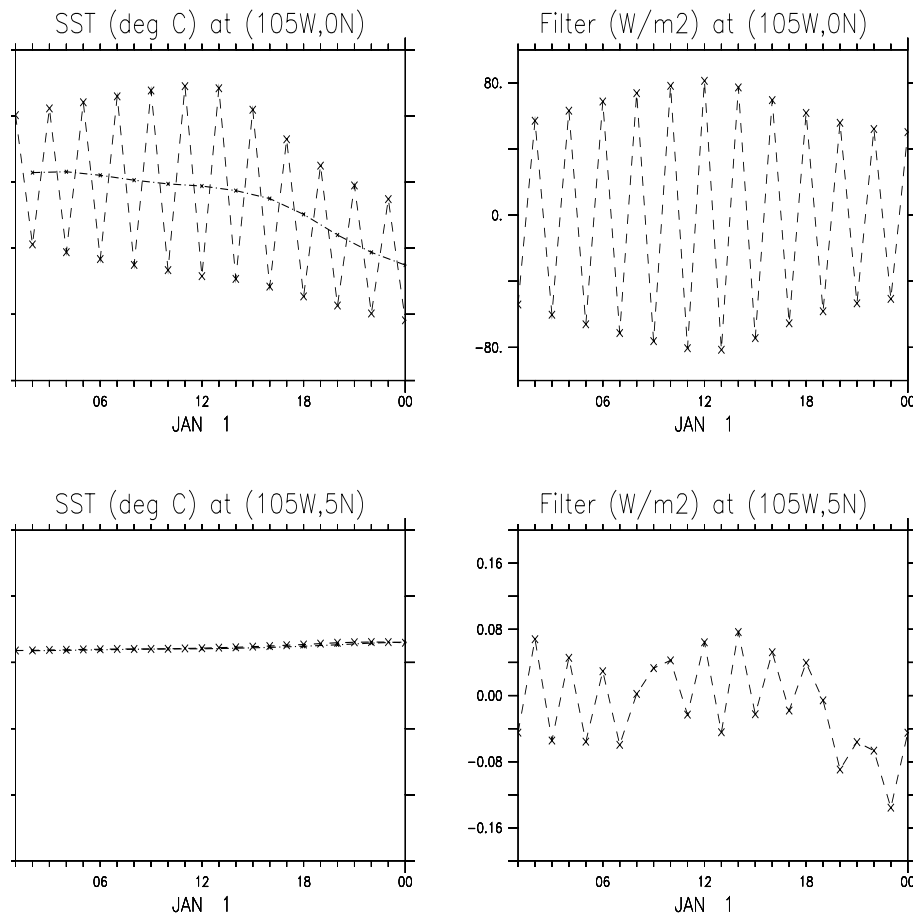 SST (deg C) at (105W,0N)
06 12 18 00
JAN 1
Filter (W/m2) at (105W,0N)
80.
0.
-80.
06 12 18 00
JAN 1
SST (deg C) at (105W,5N)
06 12 18 00
JAN 1
Filter (W/m2) at (105W,5N)
0.16
0.08
0.00
-0.08
-0.16
06 12 18 00
JAN 1